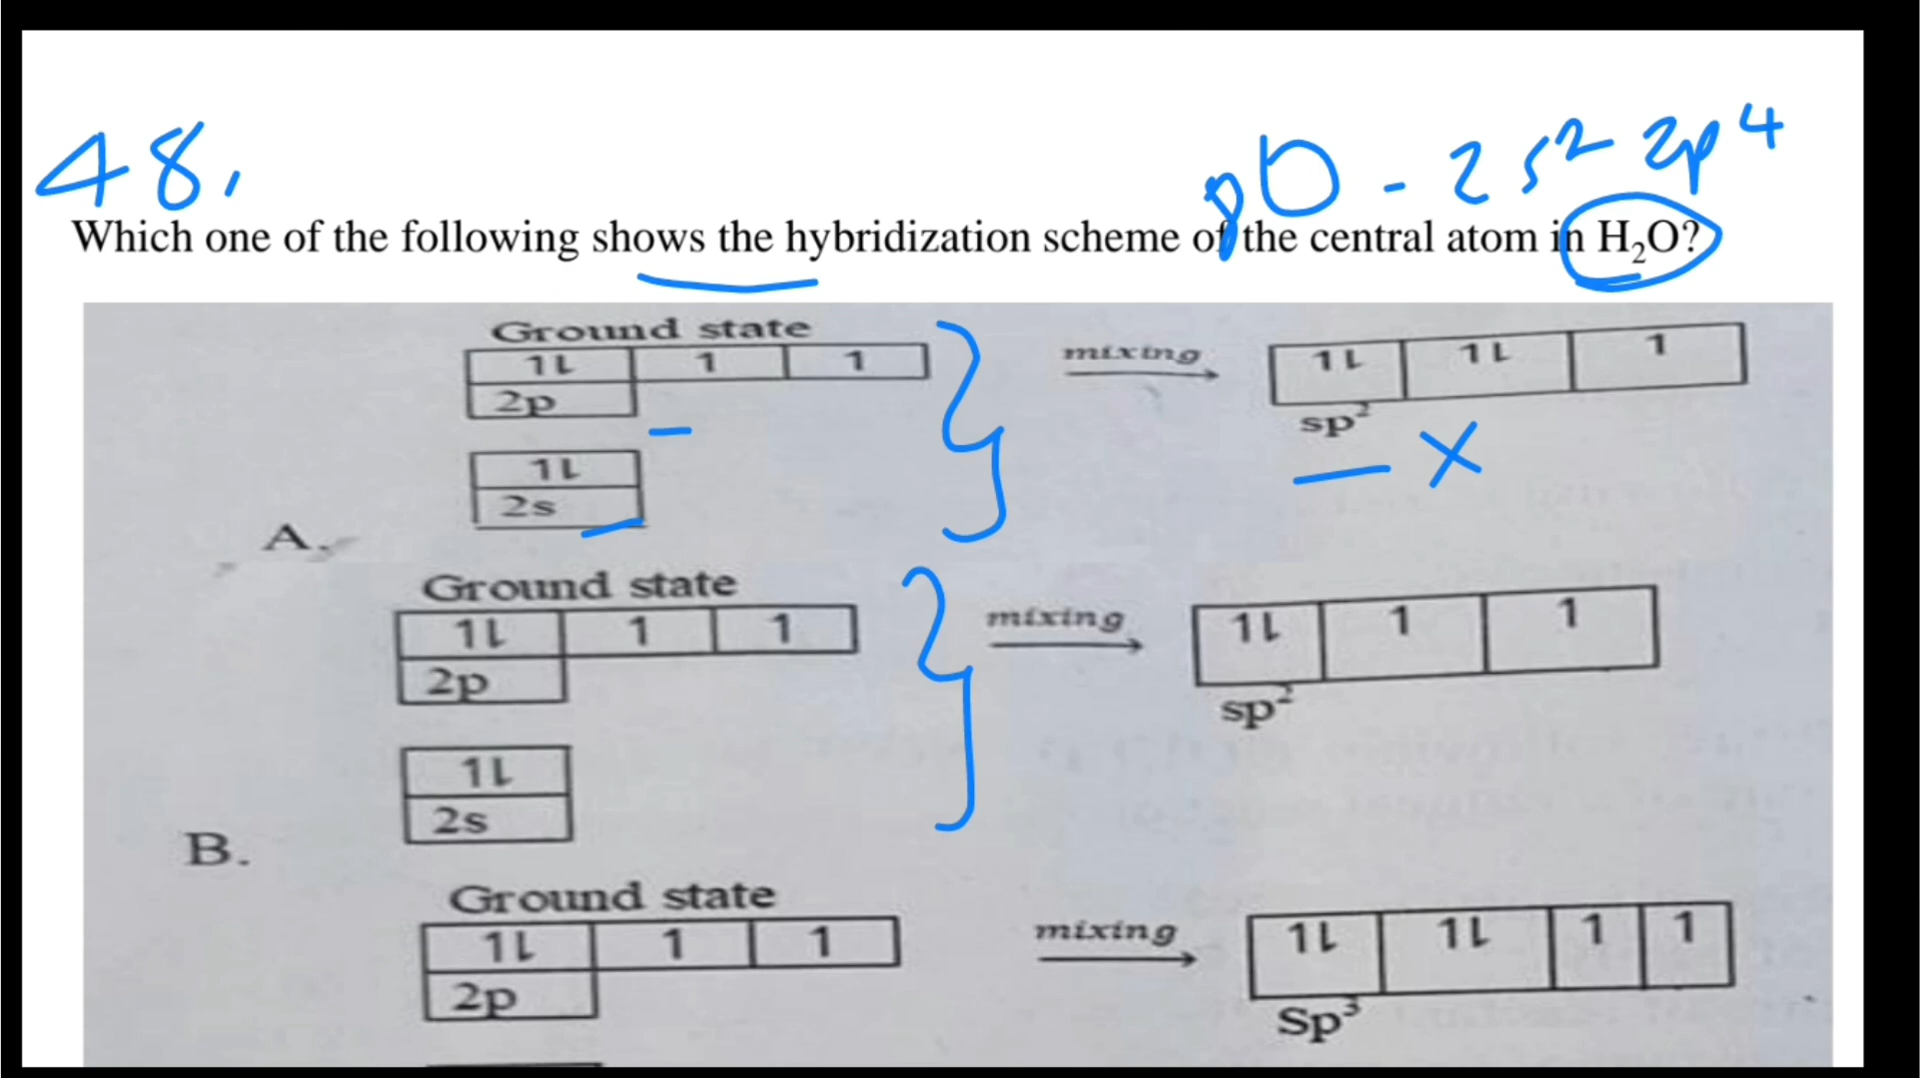 48.
₈O - 2s² 2p⁴
Which one of the following shows the hybridization scheme of the central atom in H₂O?
Ground state
1l 1 1
2p
mixing
1l 1l 1
sp²
1l
2s
A.
Ground state
1l 1 1
2p
mixing
1l 1 1
sp²
1l
2s
B.
Ground state
1l 1 1
2p
mixing
1l 1l 1 1
Sp³